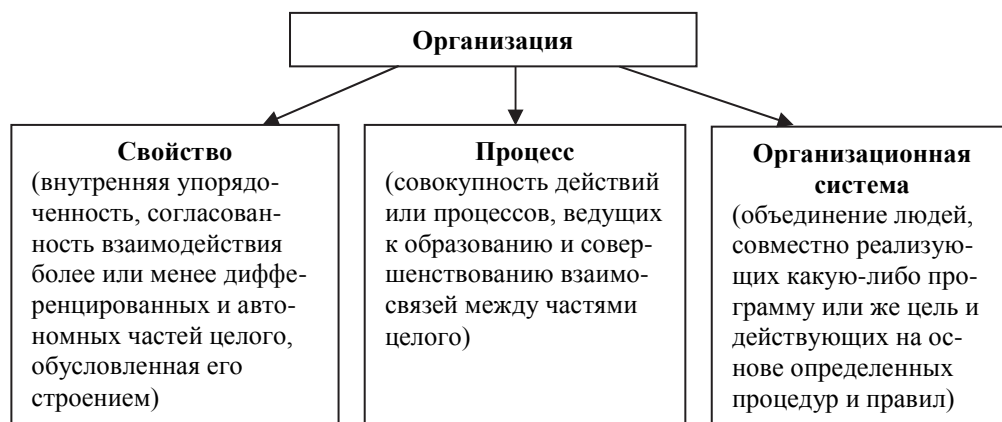 Организация
Свойство
(внутренняя упорядо-
ченность, согласован-
ность взаимодействия
более или менее диффе-
ренцированных и авто-
номных частей целого,
обусловленная его
строением)
Процесс
(совокупность действий
или процессов, ведущих
к образованию и совер-
шенствованию взаимо-
связей между частями
целого)
Организационная
система
(объединение людей,
совместно реализую-
щих какую-либо про-
грамму или же цель и
действующих на ос-
нове определенных
процедур и правил)